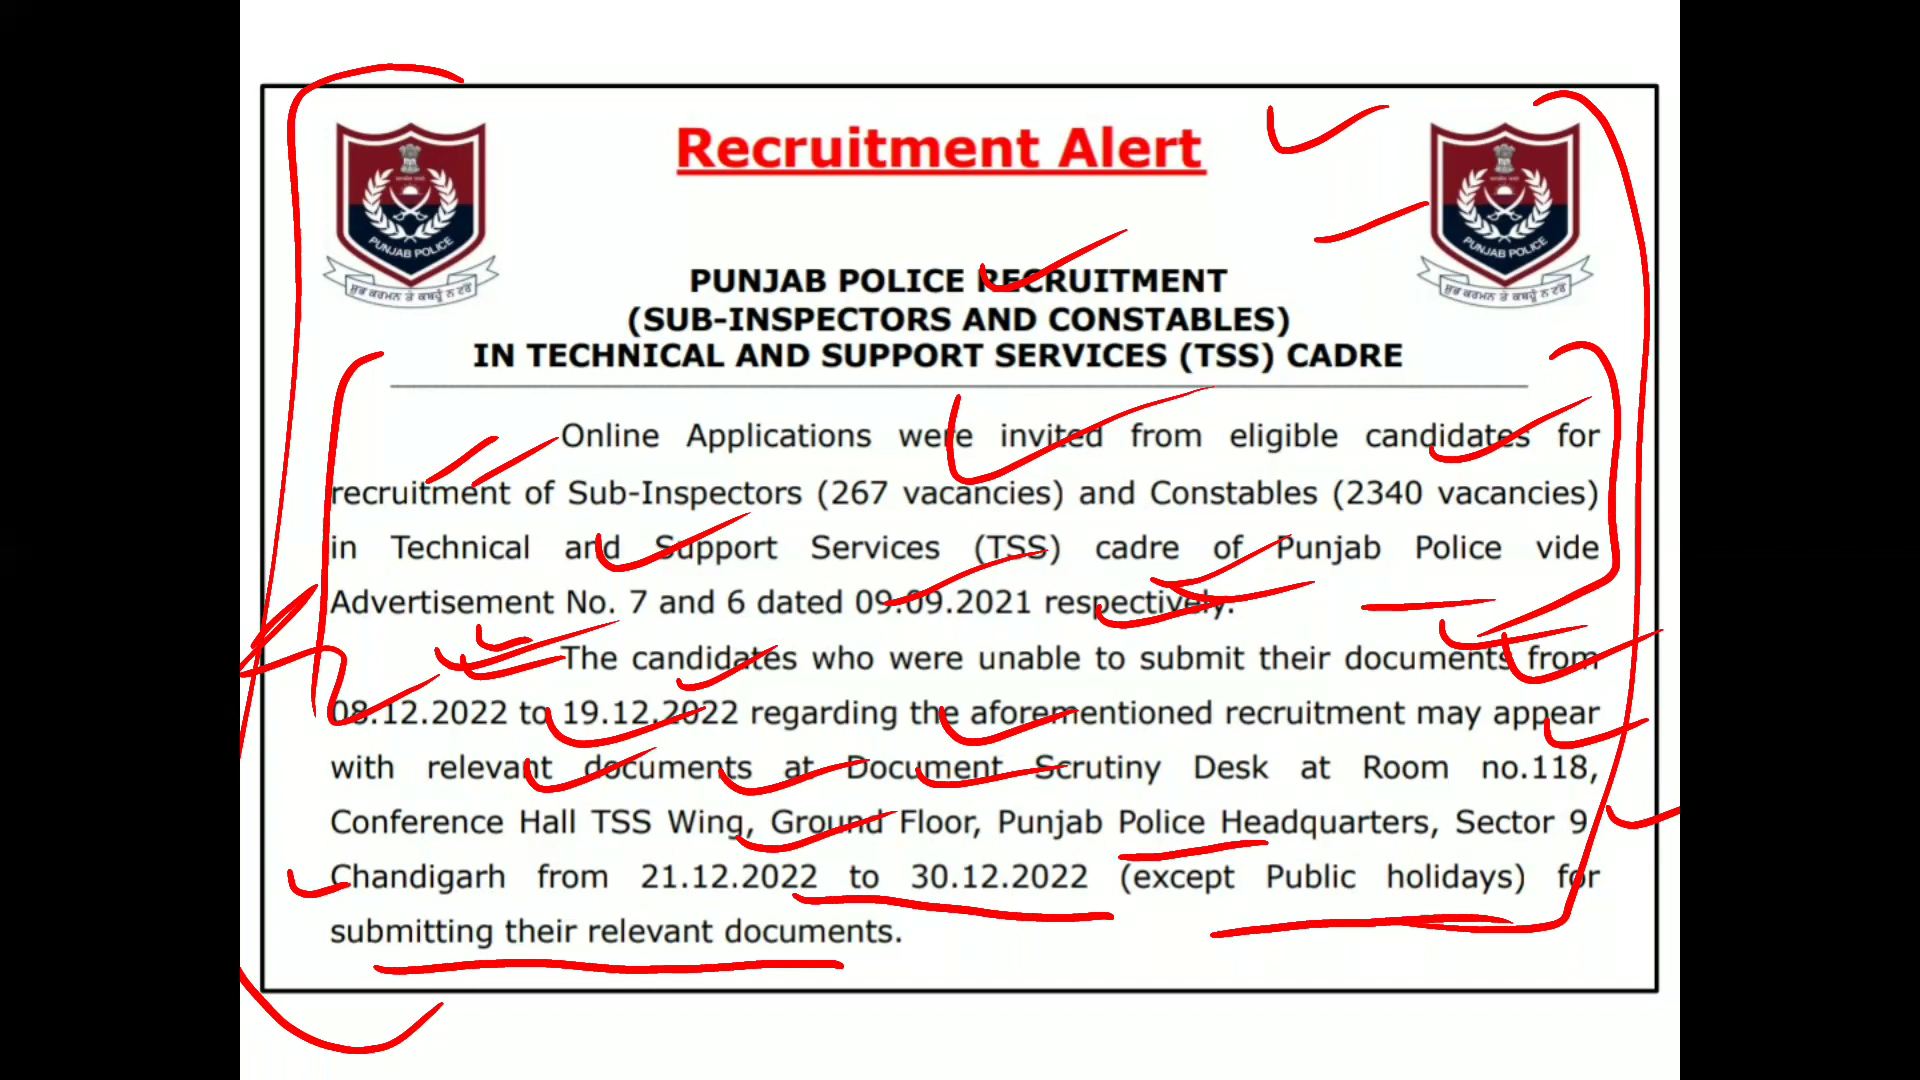 Recruitment Alert
PUNJAB POLICE
ਸ਼ੁਭ ਕਰਮਨ ਤੇ ਕਬਹੂੰ ਨ ਟਰੋਂ
PUNJAB POLICE
ਸ਼ੁਭ ਕਰਮਨ ਤੇ ਕਬਹੂੰ ਨ ਟਰੋਂ
PUNJAB POLICE RECRUITMENT
(SUB-INSPECTORS AND CONSTABLES)
IN TECHNICAL AND SUPPORT SERVICES (TSS) CADRE
Online Applications were invited from eligible candidates for
recruitment of Sub-Inspectors (267 vacancies) and Constables (2340 vacancies)
in Technical and Support Services (TSS) cadre of Punjab Police vide
Advertisement No. 7 and 6 dated 09.09.2021 respectively.
The candidates who were unable to submit their documents from
08.12.2022 to 19.12.2022 regarding the aforementioned recruitment may appear
with relevant documents at Document Scrutiny Desk at Room no.118,
Conference Hall TSS Wing, Ground Floor, Punjab Police Headquarters, Sector 9
Chandigarh from 21.12.2022 to 30.12.2022 (except Public holidays) for
submitting their relevant documents.